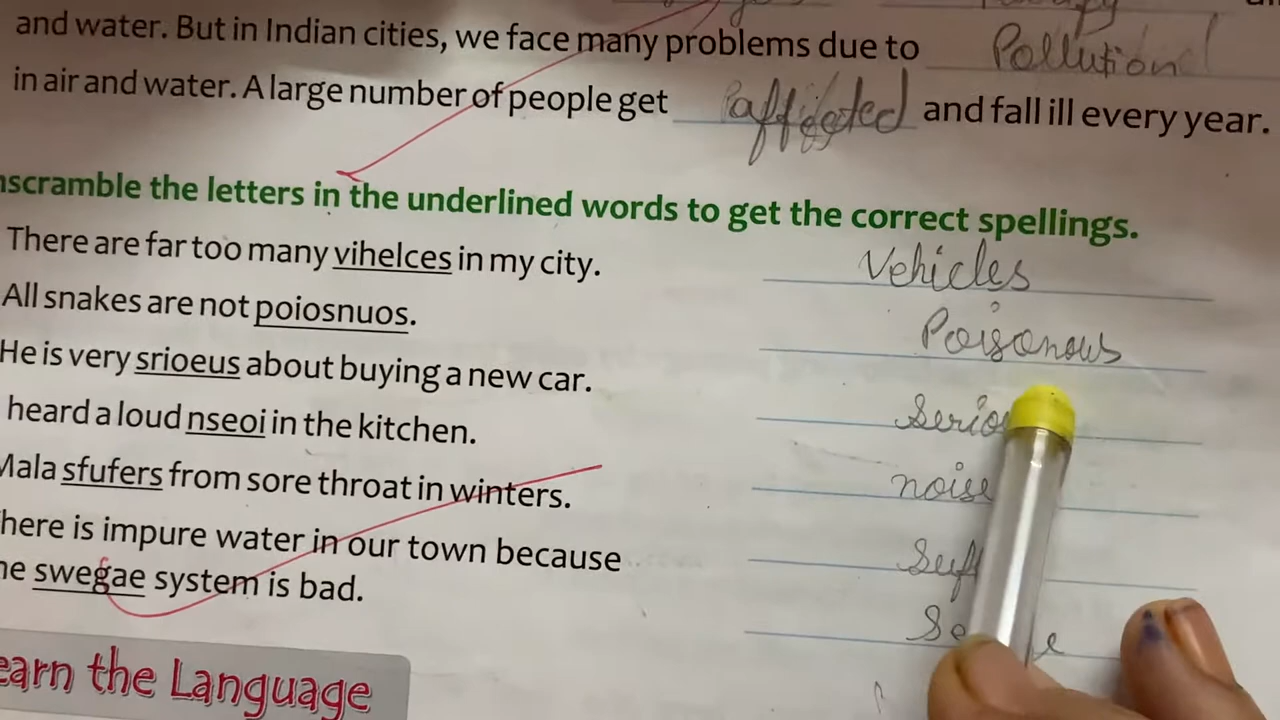 and water. But in Indian cities, we face many problems due to Pollution
in air and water. A large number of people get affected and fall ill every year.
nscramble the letters in the underlined words to get the correct spellings.
There are far too many vihelces in my city. Vehicles
All snakes are not poiosnuos. Poisonous
He is very srioeus about buying a new car. Serio
heard a loud nseoi in the kitchen. noise
Mala sfufers from sore throat in winters. Suff
here is impure water in our town because
he swegae system is bad. Se e
earn the Language